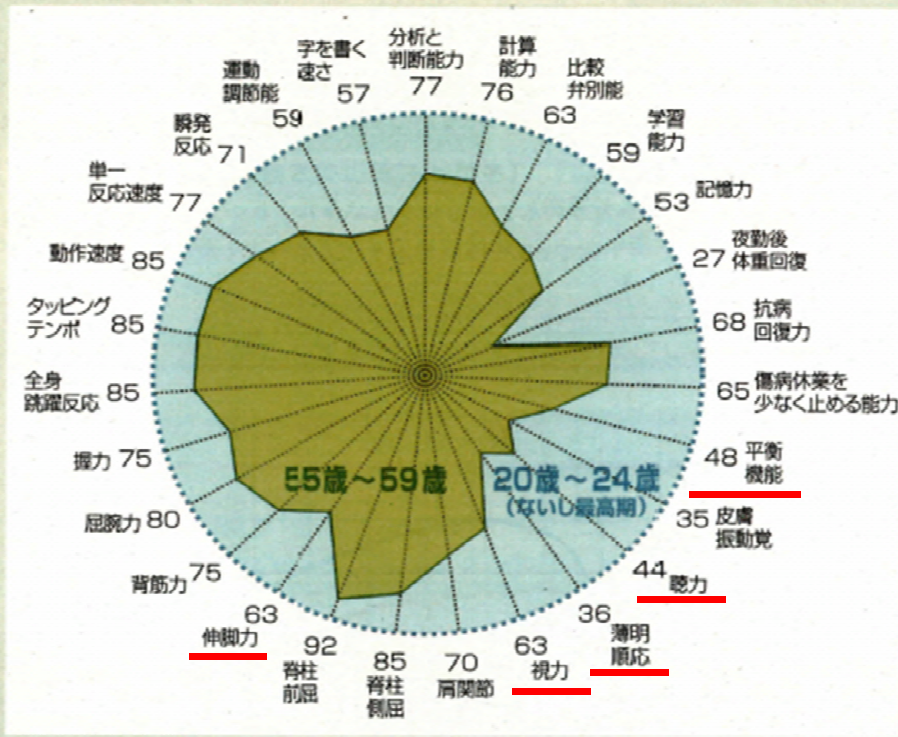 分析と
判断能力
77
計算
能力
76
比較
弁別能
63
学習
能力
59
記憶力
53
夜勤後
体重回復
27
抗病
回復力
68
傷病休業を
少なく止める能力
65
平衡
機能
48
皮膚
振動覚
35
聴力
44
薄明
順応
36
視力
63
肩関節
70
脊柱
側屈
85
脊柱
前屈
92
伸脚力
63
背筋力
75
屈腕力
80
握力
75
全身
跳躍反応
85
タッピング
テンポ
85
動作速度
85
単一
反応速度
77
瞬発
反応
71
運動
調節能
59
字を書く
速さ
57
55歳～59歳
20歳～24歳
(ないし最高期)